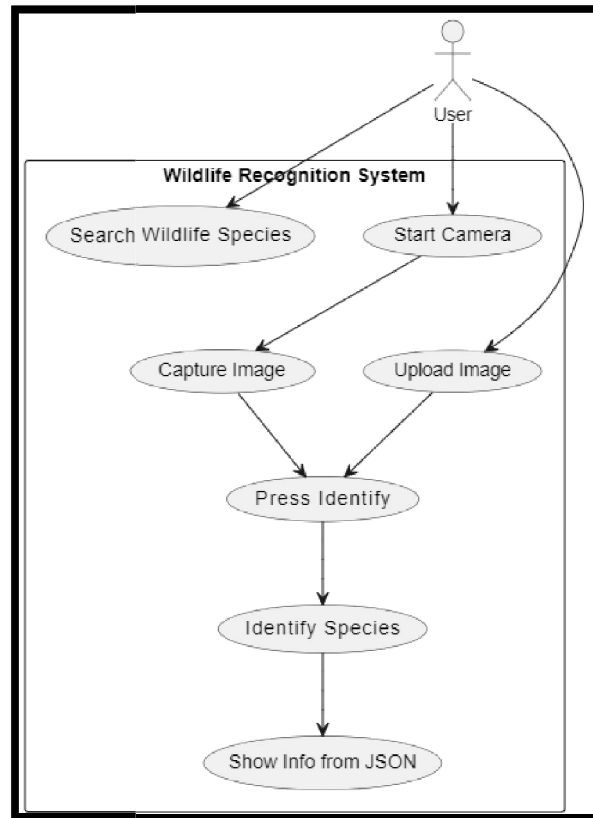 User
Wildlife Recognition System
Search Wildlife Species
Start Camera
Capture Image
Upload Image
Press Identify
Identify Species
Show Info from JSON